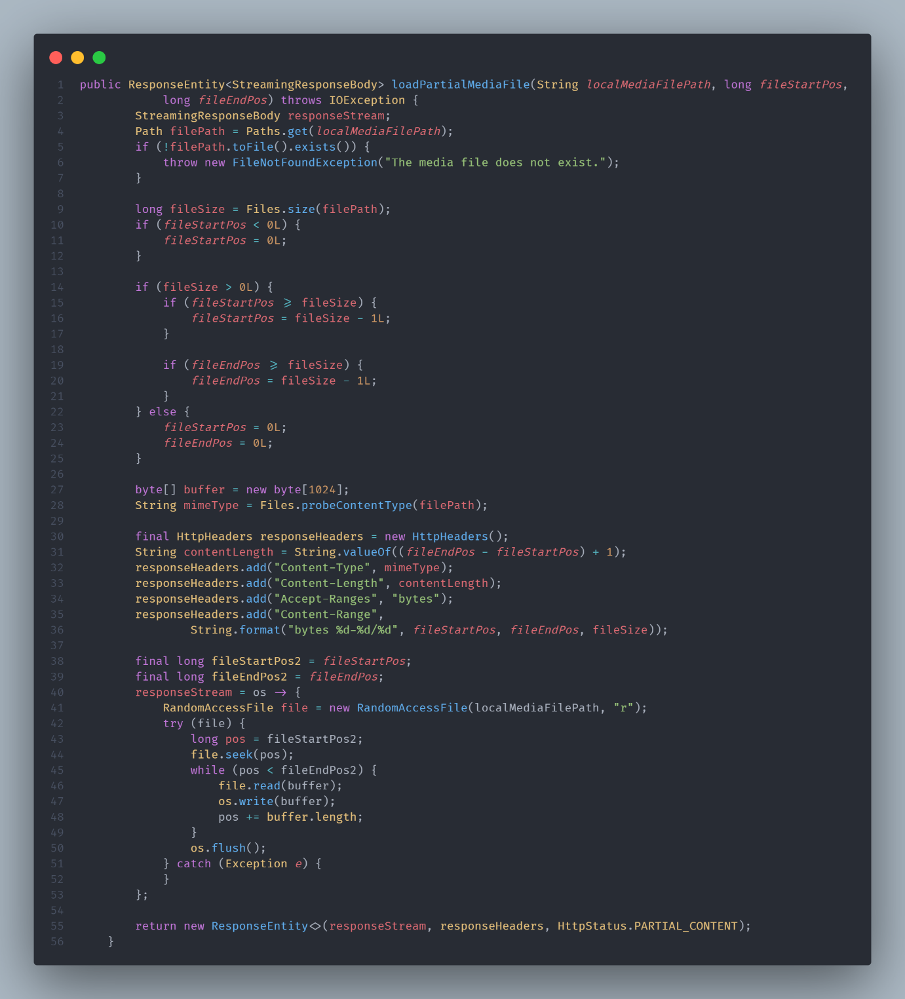 1 public ResponseEntity<StreamingResponseBody> loadPartialMediaFile(String localMediaFilePath, long fileStartPos,
2             long fileEndPos) throws IOException {
3         StreamingResponseBody responseStream;
4         Path filePath = Paths.get(localMediaFilePath);
5         if (!filePath.toFile().exists()) {
6             throw new FileNotFoundException("The media file does not exist.");
7         }
8
9         long fileSize = Files.size(filePath);
10         if (fileStartPos < 0L) {
11             fileStartPos = 0L;
12         }
13
14         if (fileSize > 0L) {
15             if (fileStartPos >= fileSize) {
16                 fileStartPos = fileSize - 1L;
17             }
18
19             if (fileEndPos >= fileSize) {
20                 fileEndPos = fileSize - 1L;
21             }
22         } else {
23             fileStartPos = 0L;
24             fileEndPos = 0L;
25         }
26
27         byte[] buffer = new byte[1024];
28         String mimeType = Files.probeContentType(filePath);
29
30         final HttpHeaders responseHeaders = new HttpHeaders();
31         String contentLength = String.valueOf((fileEndPos - fileStartPos) + 1);
32         responseHeaders.add("Content-Type", mimeType);
33         responseHeaders.add("Content-Length", contentLength);
34         responseHeaders.add("Accept-Ranges", "bytes");
35         responseHeaders.add("Content-Range",
36                 String.format("bytes %d-%d/%d", fileStartPos, fileEndPos, fileSize));
37
38         final long fileStartPos2 = fileStartPos;
39         final long fileEndPos2 = fileEndPos;
40         responseStream = os -> {
41             RandomAccessFile file = new RandomAccessFile(localMediaFilePath, "r");
42             try (file) {
43                 long pos = fileStartPos2;
44                 file.seek(pos);
45                 while (pos < fileEndPos2) {
46                     file.read(buffer);
47                     os.write(buffer);
48                     pos += buffer.length;
49                 }
50                 os.flush();
51             } catch (Exception e) {
52             }
53         };
54
55         return new ResponseEntity<>(responseStream, responseHeaders, HttpStatus.PARTIAL_CONTENT);
56     }